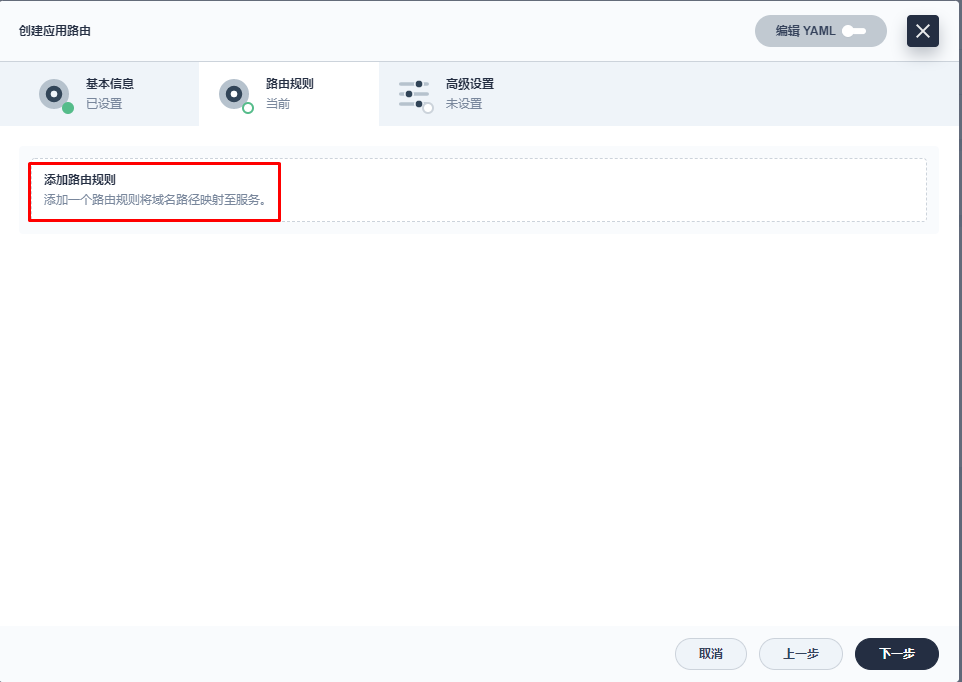 创建应用路由
编辑 YAML
基本信息
已设置
路由规则
当前
高级设置
未设置
添加路由规则
添加一个路由规则将域名路径映射至服务。
取消
上一步
下一步